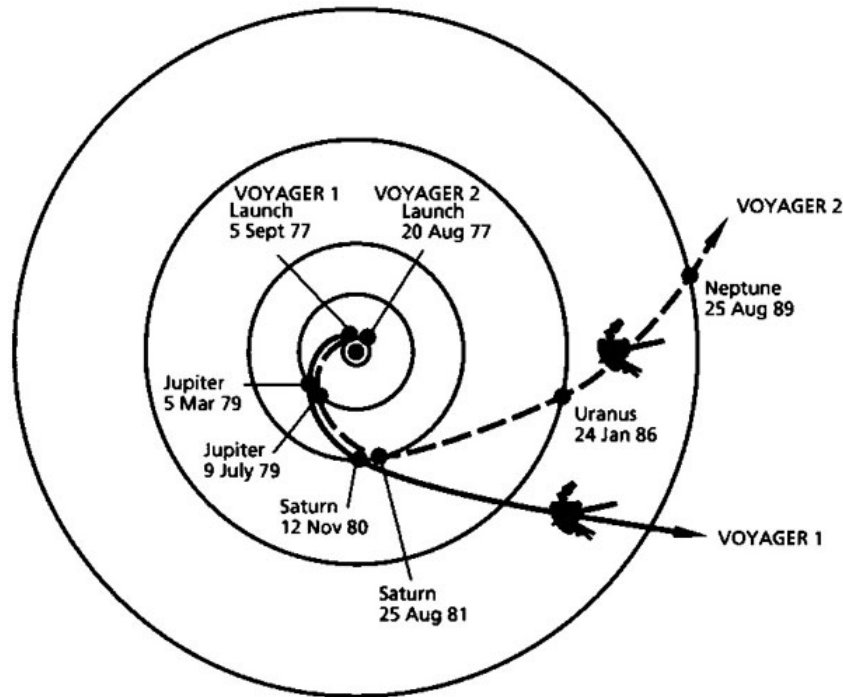 VOYAGER 1
Launch
5 Sept 77
VOYAGER 2
Launch
20 Aug 77
VOYAGER 2
Neptune
25 Aug 89
Jupiter
5 Mar 79
Uranus
24 Jan 86
Jupiter
9 July 79
Saturn
12 Nov 80
VOYAGER 1
Saturn
25 Aug 81